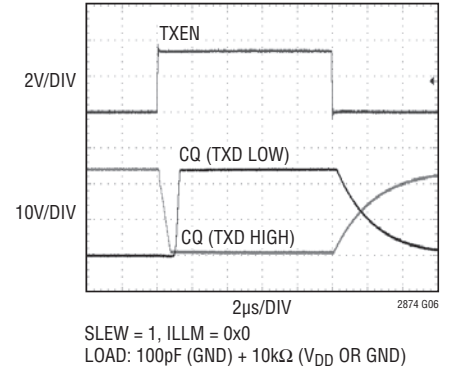 TXEN
2V/DIV
CQ (TXD LOW)
10V/DIV
CQ (TXD HIGH)
2µs/DIV
2874 G06
SLEW = 1, ILLM = 0x0
LOAD: 100pF (GND) + 10kΩ (VDD OR GND)